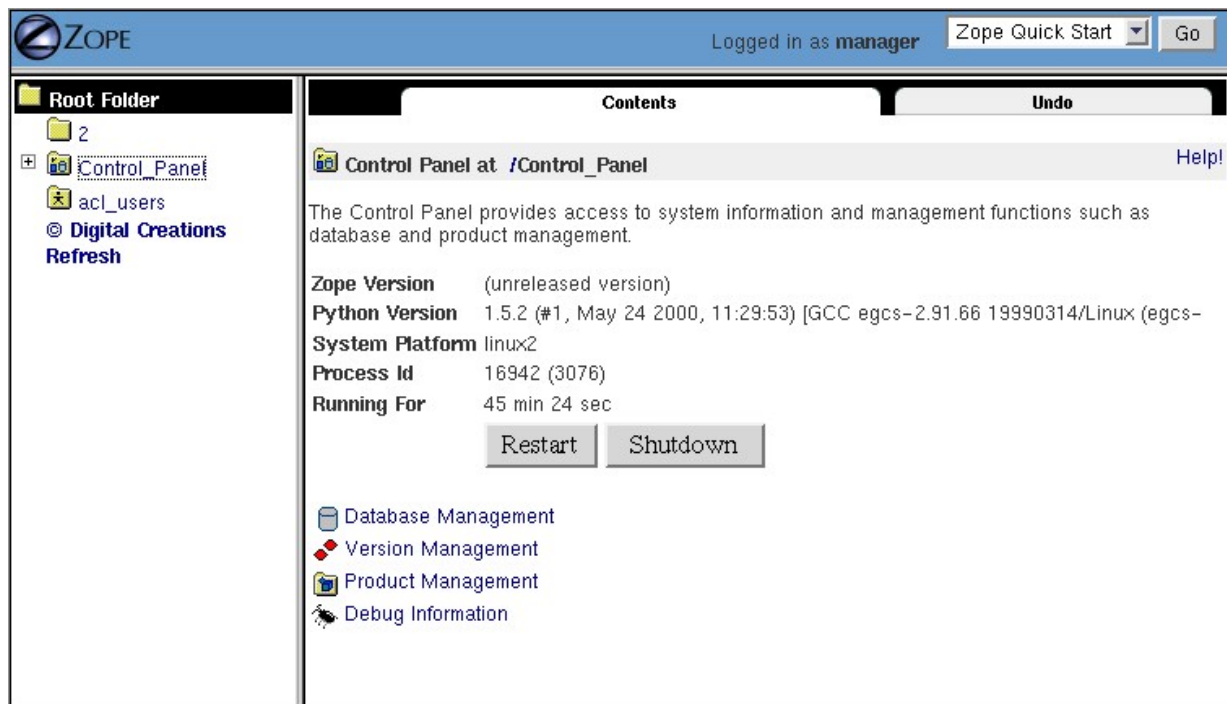 ZOPE
Logged in as manager
Zope Quick Start
Go
Root Folder
2
Control_Panel
acl_users
© Digital Creations
Refresh
Contents
Undo
Control Panel at /Control_Panel
Help!
The Control Panel provides access to system information and management functions such as
database and product management.
Zope Version (unreleased version)
Python Version 1.5.2 (#1, May 24 2000, 11:29:53) [GCC egcs-2.91.66 19990314/Linux (egcs-
System Platform linux2
Process Id 16942 (3076)
Running For 45 min 24 sec
Restart
Shutdown
Database Management
Version Management
Product Management
Debug Information